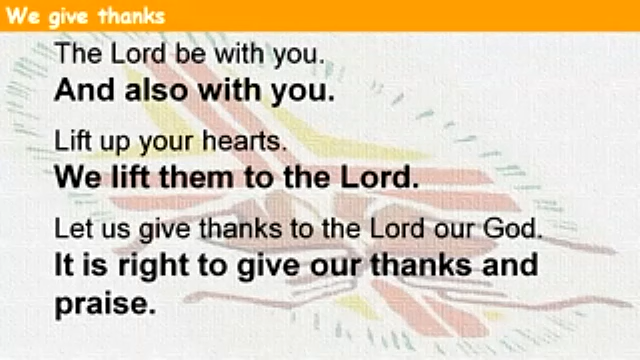 We give thanks
The Lord be with you.
And also with you.
Lift up your hearts.
We lift them to the Lord.
Let us give thanks to the Lord our God.
It is right to give our thanks and
praise.